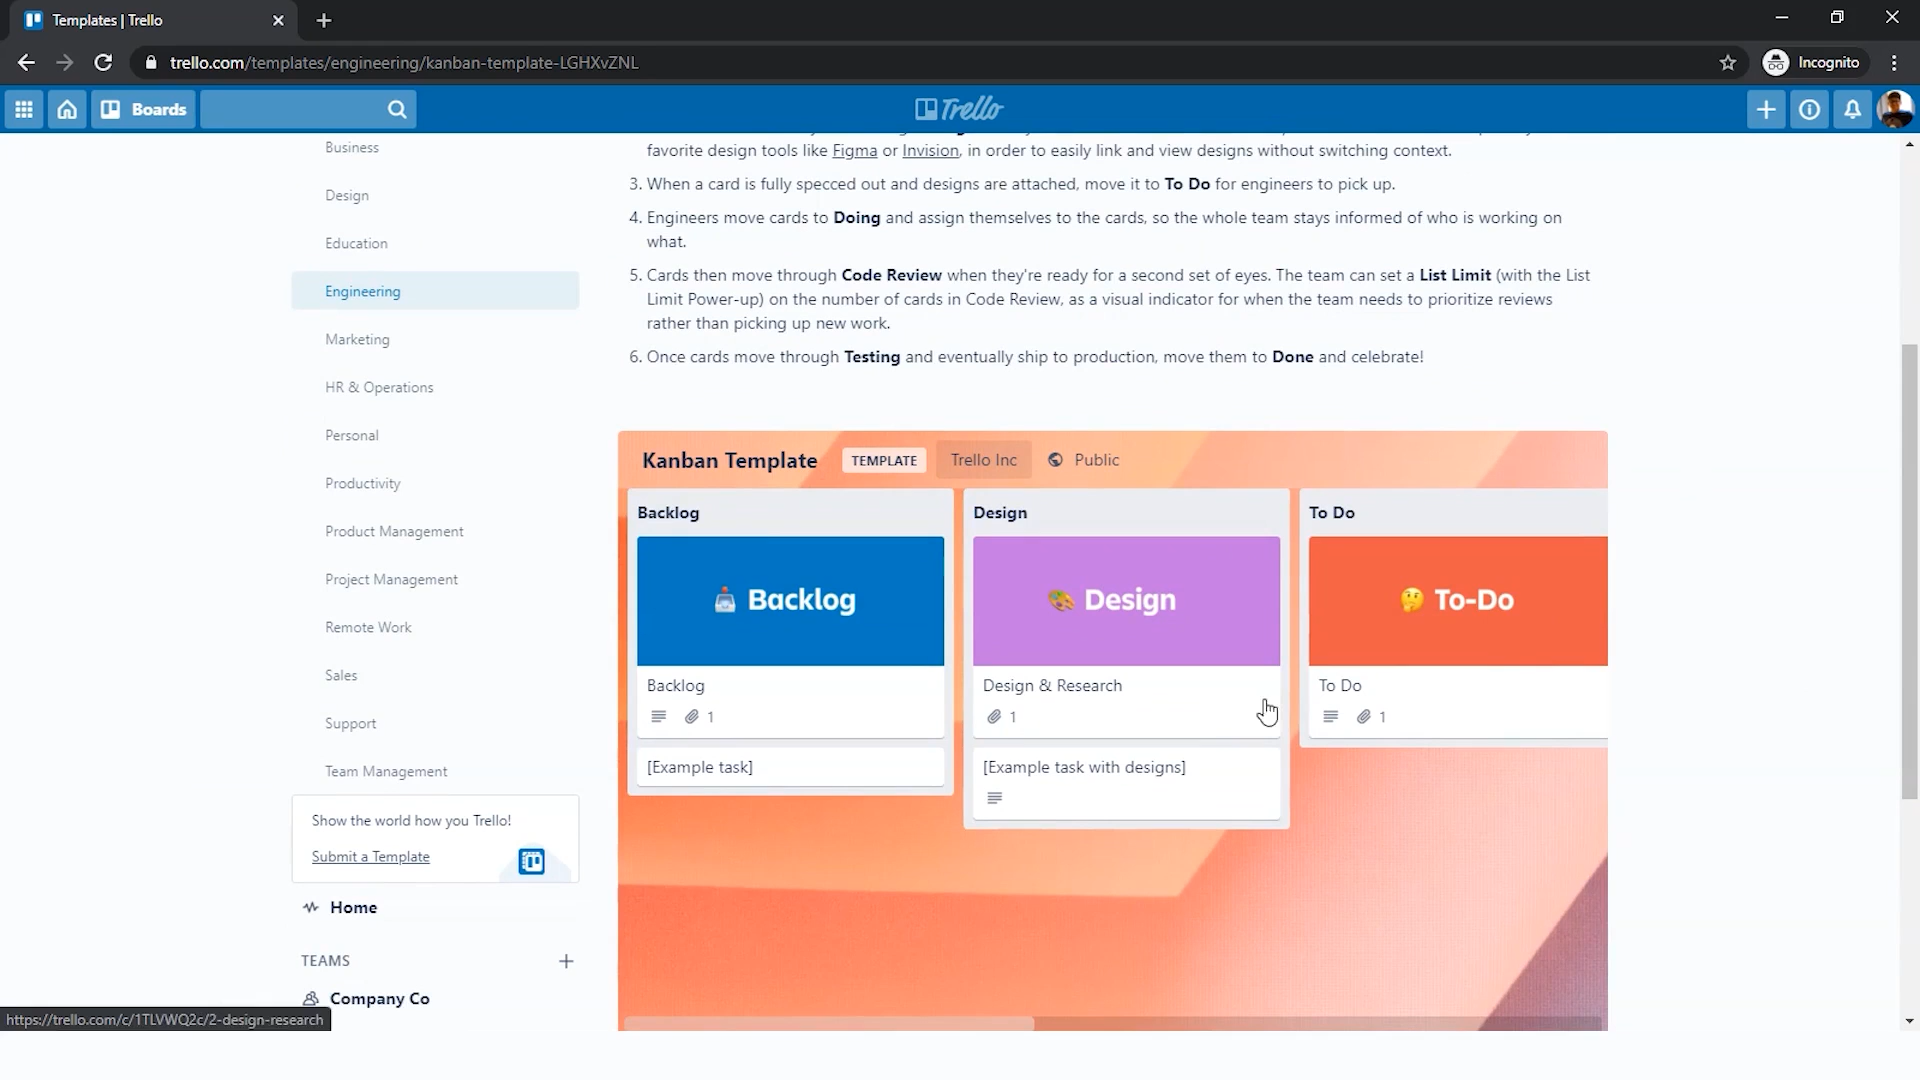 Templates | Trello
trello.com/templates/engineering/kanban-template-LGHXvZNL
Incognito
Boards
Trello
Business
Design
Education
Engineering
Marketing
HR & Operations
Personal
Productivity
Product Management
Project Management
Remote Work
Sales
Support
Team Management
Show the world how you Trello!
Submit a Template
Home
TEAMS
Company Co
https://trello.com/c/1TLVWQ2c/2-design-research
favorite design tools like Figma or Invision, in order to easily link and view designs without switching context.
3. When a card is fully specced out and designs are attached, move it to To Do for engineers to pick up.
4. Engineers move cards to Doing and assign themselves to the cards, so the whole team stays informed of who is working on
what.
5. Cards then move through Code Review when they're ready for a second set of eyes. The team can set a List Limit (with the List
Limit Power-up) on the number of cards in Code Review, as a visual indicator for when the team needs to prioritize reviews
rather than picking up new work.
6. Once cards move through Testing and eventually ship to production, move them to Done and celebrate!
Kanban Template TEMPLATE Trello Inc Public
Backlog
Backlog
Backlog
1
[Example task]
Design
Design
Design & Research
1
[Example task with designs]
To Do
To-Do
To Do
1